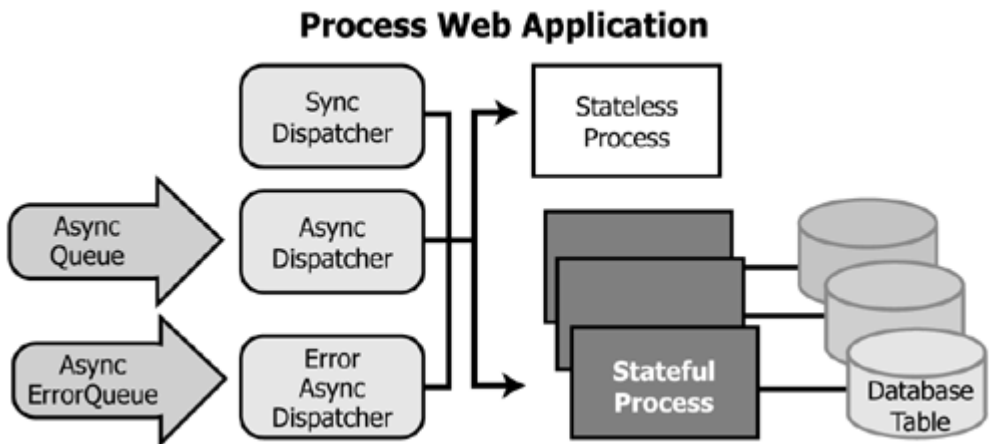 Process Web Application
Sync
Dispatcher
Stateless
Process
Async
Queue
Async
Dispatcher
Async
ErrorQueue
Error
Async
Dispatcher
Stateful
Process
Database
Table